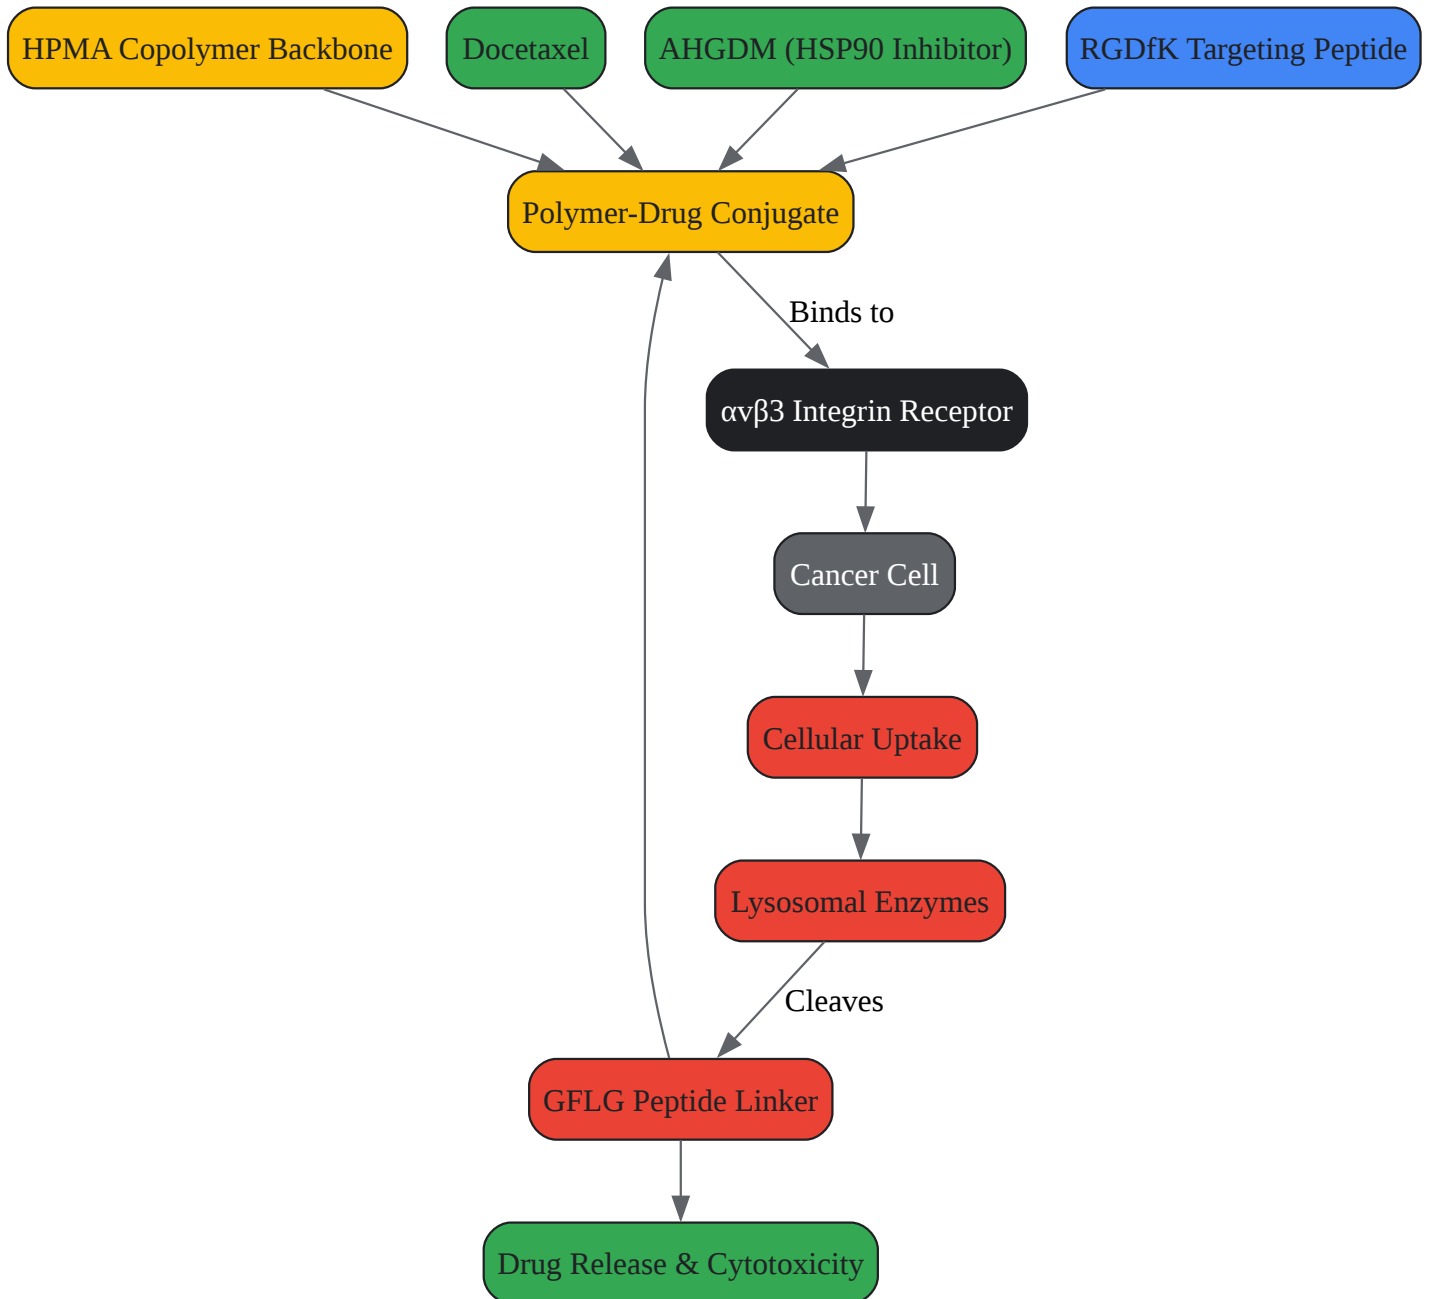 HPMA Copolymer Backbone
Docetaxel
AHGDM (HSP90 Inhibitor)
RGDfK Targeting Peptide
Polymer-Drug Conjugate
Binds to
αvβ3 Integrin Receptor
Cancer Cell
Cellular Uptake
Lysosomal Enzymes
Cleaves
GFLG Peptide Linker
Drug Release & Cytotoxicity